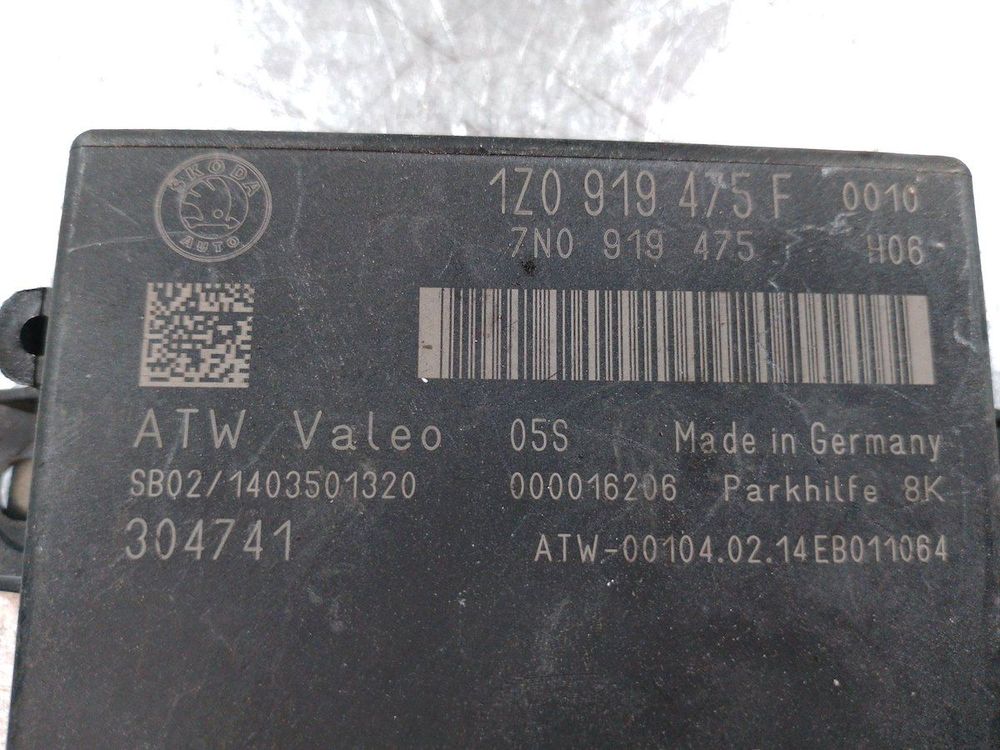 ŠKODA
AUTO
1Z0 919 475 F 0010
7N0 919 475 H06
ATW Valeo 05S Made in Germany
SB02/1403501320 000016206 Parkhilfe 8K
304741 ATW-00104.02.14EB011064